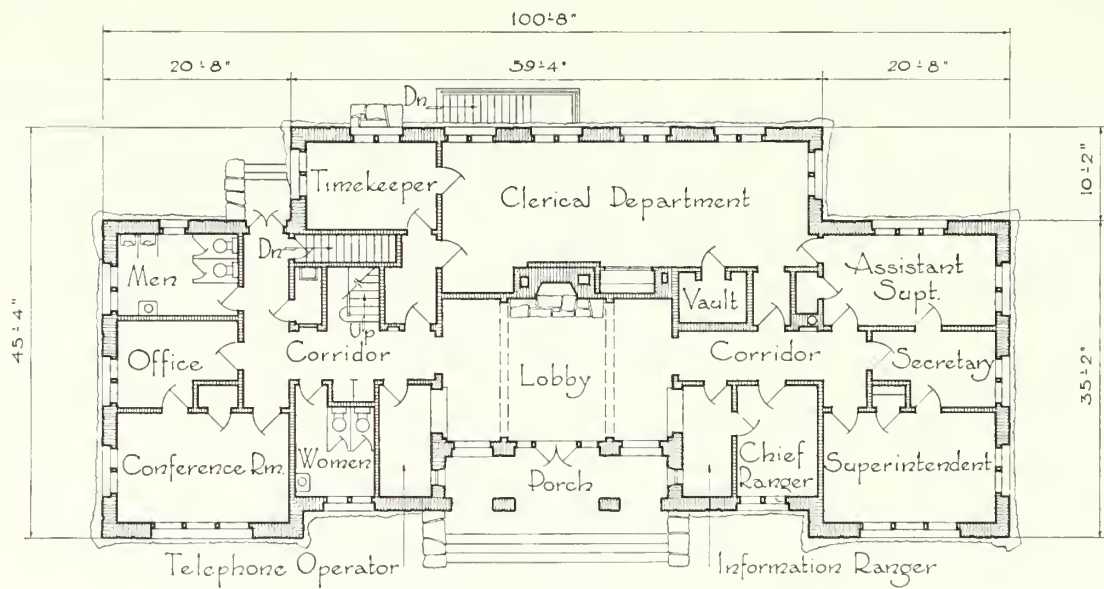 100'-8"
20'-8" 59'-4" 20'-8"
Dn
Timekeeper
Clerical Department
10'-2"
Dn
Men
Assistant
Supt.
Vault
Up
45'-4"
Office
Corridor
Lobby
Corridor
Secretary
35'-2"
Conference Rm.
Women
Porch
Chief
Ranger
Superintendent
Telephone Operator
Information Ranger